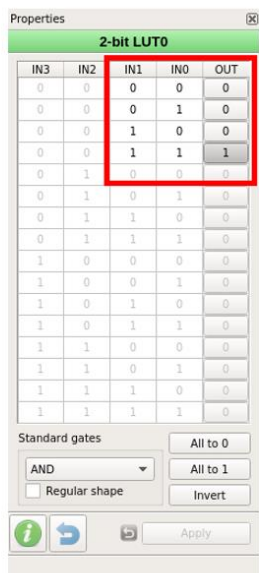 Properties
2-bit LUT0
IN3 IN2 IN1 IN0 OUT
0 0 0 0 0
0 0 0 1 0
0 0 1 0 0
0 0 1 1 1
0 1 0 0 0
0 1 0 1 0
0 1 1 0 0
0 1 1 1 0
1 0 0 0 0
1 0 0 1 0
1 0 1 0 0
1 0 1 1 0
1 1 0 0 0
1 1 0 1 0
1 1 1 0 0
1 1 1 1 0
Standard gates All to 0
AND All to 1
Regular shape Invert
Apply